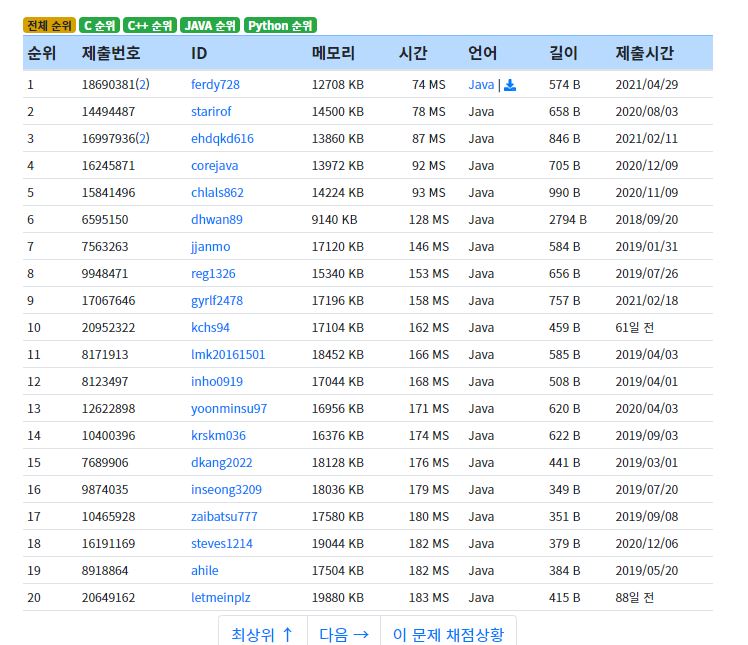 전체 순위 C 순위 C++ 순위 JAVA 순위 Python 순위
순위 제출번호 ID 메모리 시간 언어 길이 제출시간
1 18690381(2) ferdy728 12708 KB 74 MS Java | 574 B 2021/04/29
2 14494487 starirof 14500 KB 78 MS Java 658 B 2020/08/03
3 16997936(2) ehdqkd616 13860 KB 87 MS Java 846 B 2021/02/11
4 16245871 corejava 13972 KB 92 MS Java 705 B 2020/12/09
5 15841496 chlals862 14224 KB 93 MS Java 990 B 2020/11/09
6 6595150 dhwan89 9140 KB 128 MS Java 2794 B 2018/09/20
7 7563263 jjanmo 17120 KB 146 MS Java 584 B 2019/01/31
8 9948471 reg1326 15340 KB 153 MS Java 656 B 2019/07/26
9 17067646 gyrlf2478 17196 KB 158 MS Java 757 B 2021/02/18
10 20952322 kchs94 17104 KB 162 MS Java 459 B 61일 전
11 8171913 lmk20161501 18452 KB 166 MS Java 585 B 2019/04/03
12 8123497 inho0919 17044 KB 168 MS Java 508 B 2019/04/01
13 12622898 yoonminsu97 16956 KB 171 MS Java 620 B 2020/04/03
14 10400396 krskm036 16376 KB 174 MS Java 622 B 2019/09/03
15 7689906 dkang2022 18128 KB 176 MS Java 441 B 2019/03/01
16 9874035 inseong3209 18036 KB 179 MS Java 349 B 2019/07/20
17 10465928 zaibatsu777 17580 KB 180 MS Java 351 B 2019/09/08
18 16191169 steves1214 19044 KB 182 MS Java 379 B 2020/12/06
19 8918864 ahile 17504 KB 182 MS Java 384 B 2019/05/20
20 20649162 letmeinplz 19880 KB 183 MS Java 415 B 88일 전
최상위 ↑ 다음 → 이 문제 채점상황